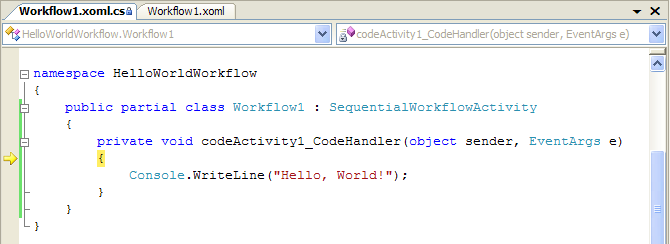 Workflow1.xoml.cs Workflow1.xoml
HelloWorldWorkflow.Workflow1 codeActivity1_CodeHandler(object sender, EventArgs e)
namespace HelloWorldWorkflow
{
    public partial class Workflow1 : SequentialWorkflowActivity
    {
        private void codeActivity1_CodeHandler(object sender, EventArgs e)
        {
            Console.WriteLine("Hello, World!");
        }
    }
}